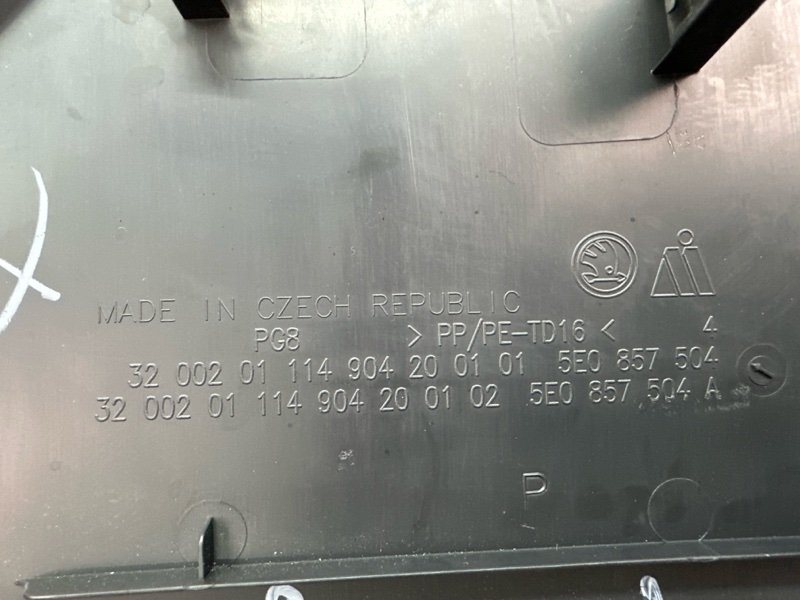 MADE IN CZECH REPUBLIC
PG8 > PP/PE-TD16 < 4
32 002 01 114 904 20 01 01 5E0 857 504
32 002 01 114 904 20 01 02 5E0 857 504 A
P